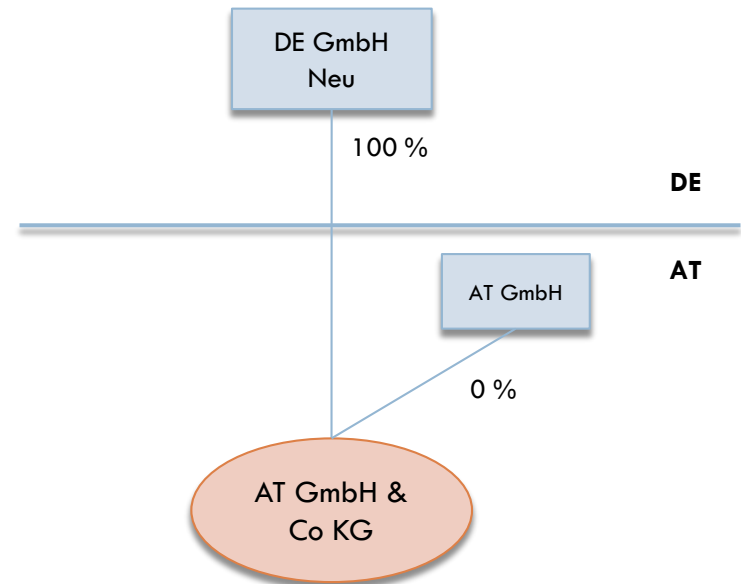 DE GmbH
Neu
100 %
DE
AT
AT GmbH
0 %
AT GmbH &
Co KG